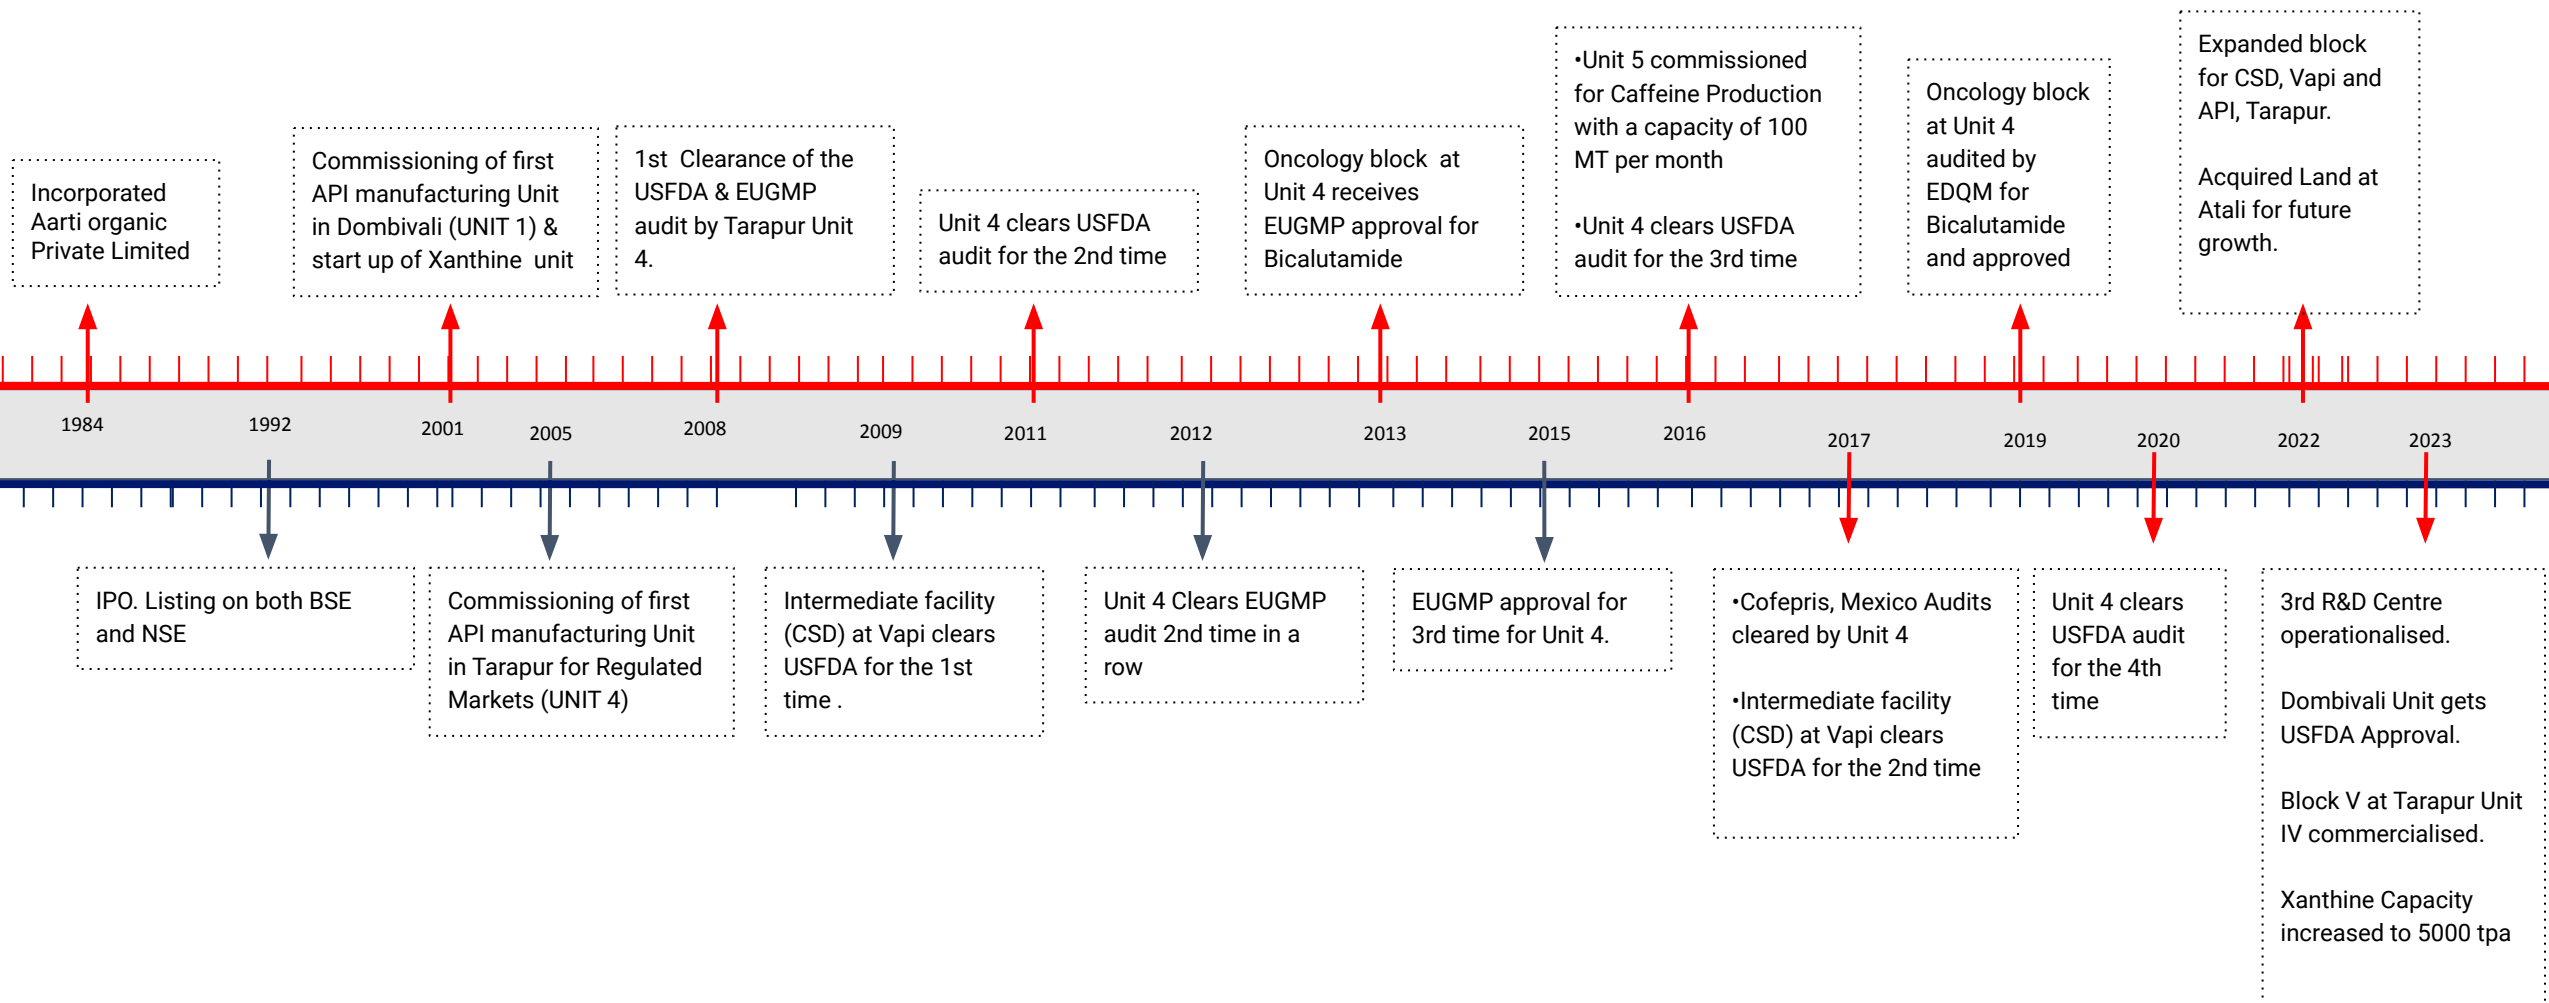 Incorporated
Aarti organic
Private Limited
Commissioning of first
API manufacturing Unit
in Dombivali (UNIT 1) &
start up of Xanthine  unit
1st  Clearance of the
USFDA & EUGMP
audit by Tarapur Unit
4.
Unit 4 clears USFDA
audit for the 2nd time
Oncology block  at
Unit 4 receives
EUGMP approval for
Bicalutamide
•Unit 5 commissioned
for Caffeine Production
with a capacity of 100
MT per month
•Unit 4 clears USFDA
audit for the 3rd time
Oncology block
at Unit 4
audited by
EDQM for
Bicalutamide
and approved
Expanded block
for CSD, Vapi and
API, Tarapur.
Acquired Land at
Atali for future
growth.
1984
1992
2001
2005
2008
2009
2011
2012
2013
2015
2016
2017
2019
2020
2022
2023
IPO. Listing on both BSE
and NSE
Commissioning of first
API manufacturing Unit
in Tarapur for Regulated
Markets (UNIT 4)
Intermediate facility
(CSD) at Vapi clears
USFDA for the 1st
time .
Unit 4 Clears EUGMP
audit 2nd time in a
row
EUGMP approval for
3rd time for Unit 4.
•Cofepris, Mexico Audits
cleared by Unit 4
•Intermediate facility
(CSD) at Vapi clears
USFDA for the 2nd time
Unit 4 clears
USFDA audit
for the 4th
time
3rd R&D Centre
operationalised.
Dombivali Unit gets
USFDA Approval.
Block V at Tarapur Unit
IV commercialised.
Xanthine Capacity
increased to 5000 tpa